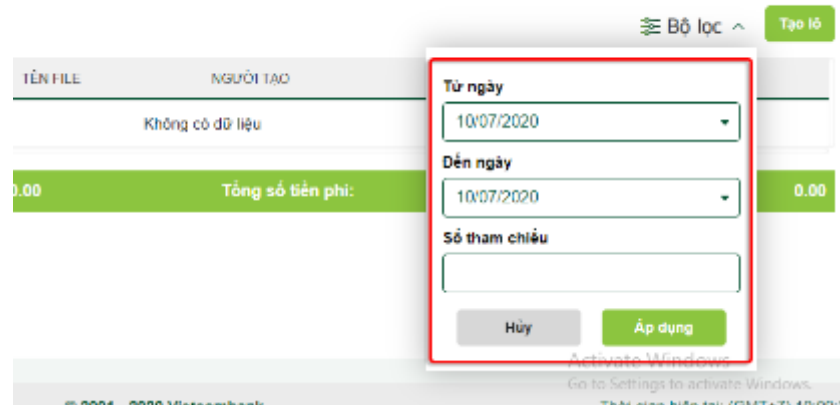 Bộ lọc
Tạo lô
TÊN FILE
NGƯỜI TẠO
Không có dữ liệu
0.00
Tổng số tiền phí:
0.00
Từ ngày
10/07/2020
Đến ngày
10/07/2020
Số tham chiếu
Hủy
Áp dụng
Activate Windows
Go to Settings to activate Windows.